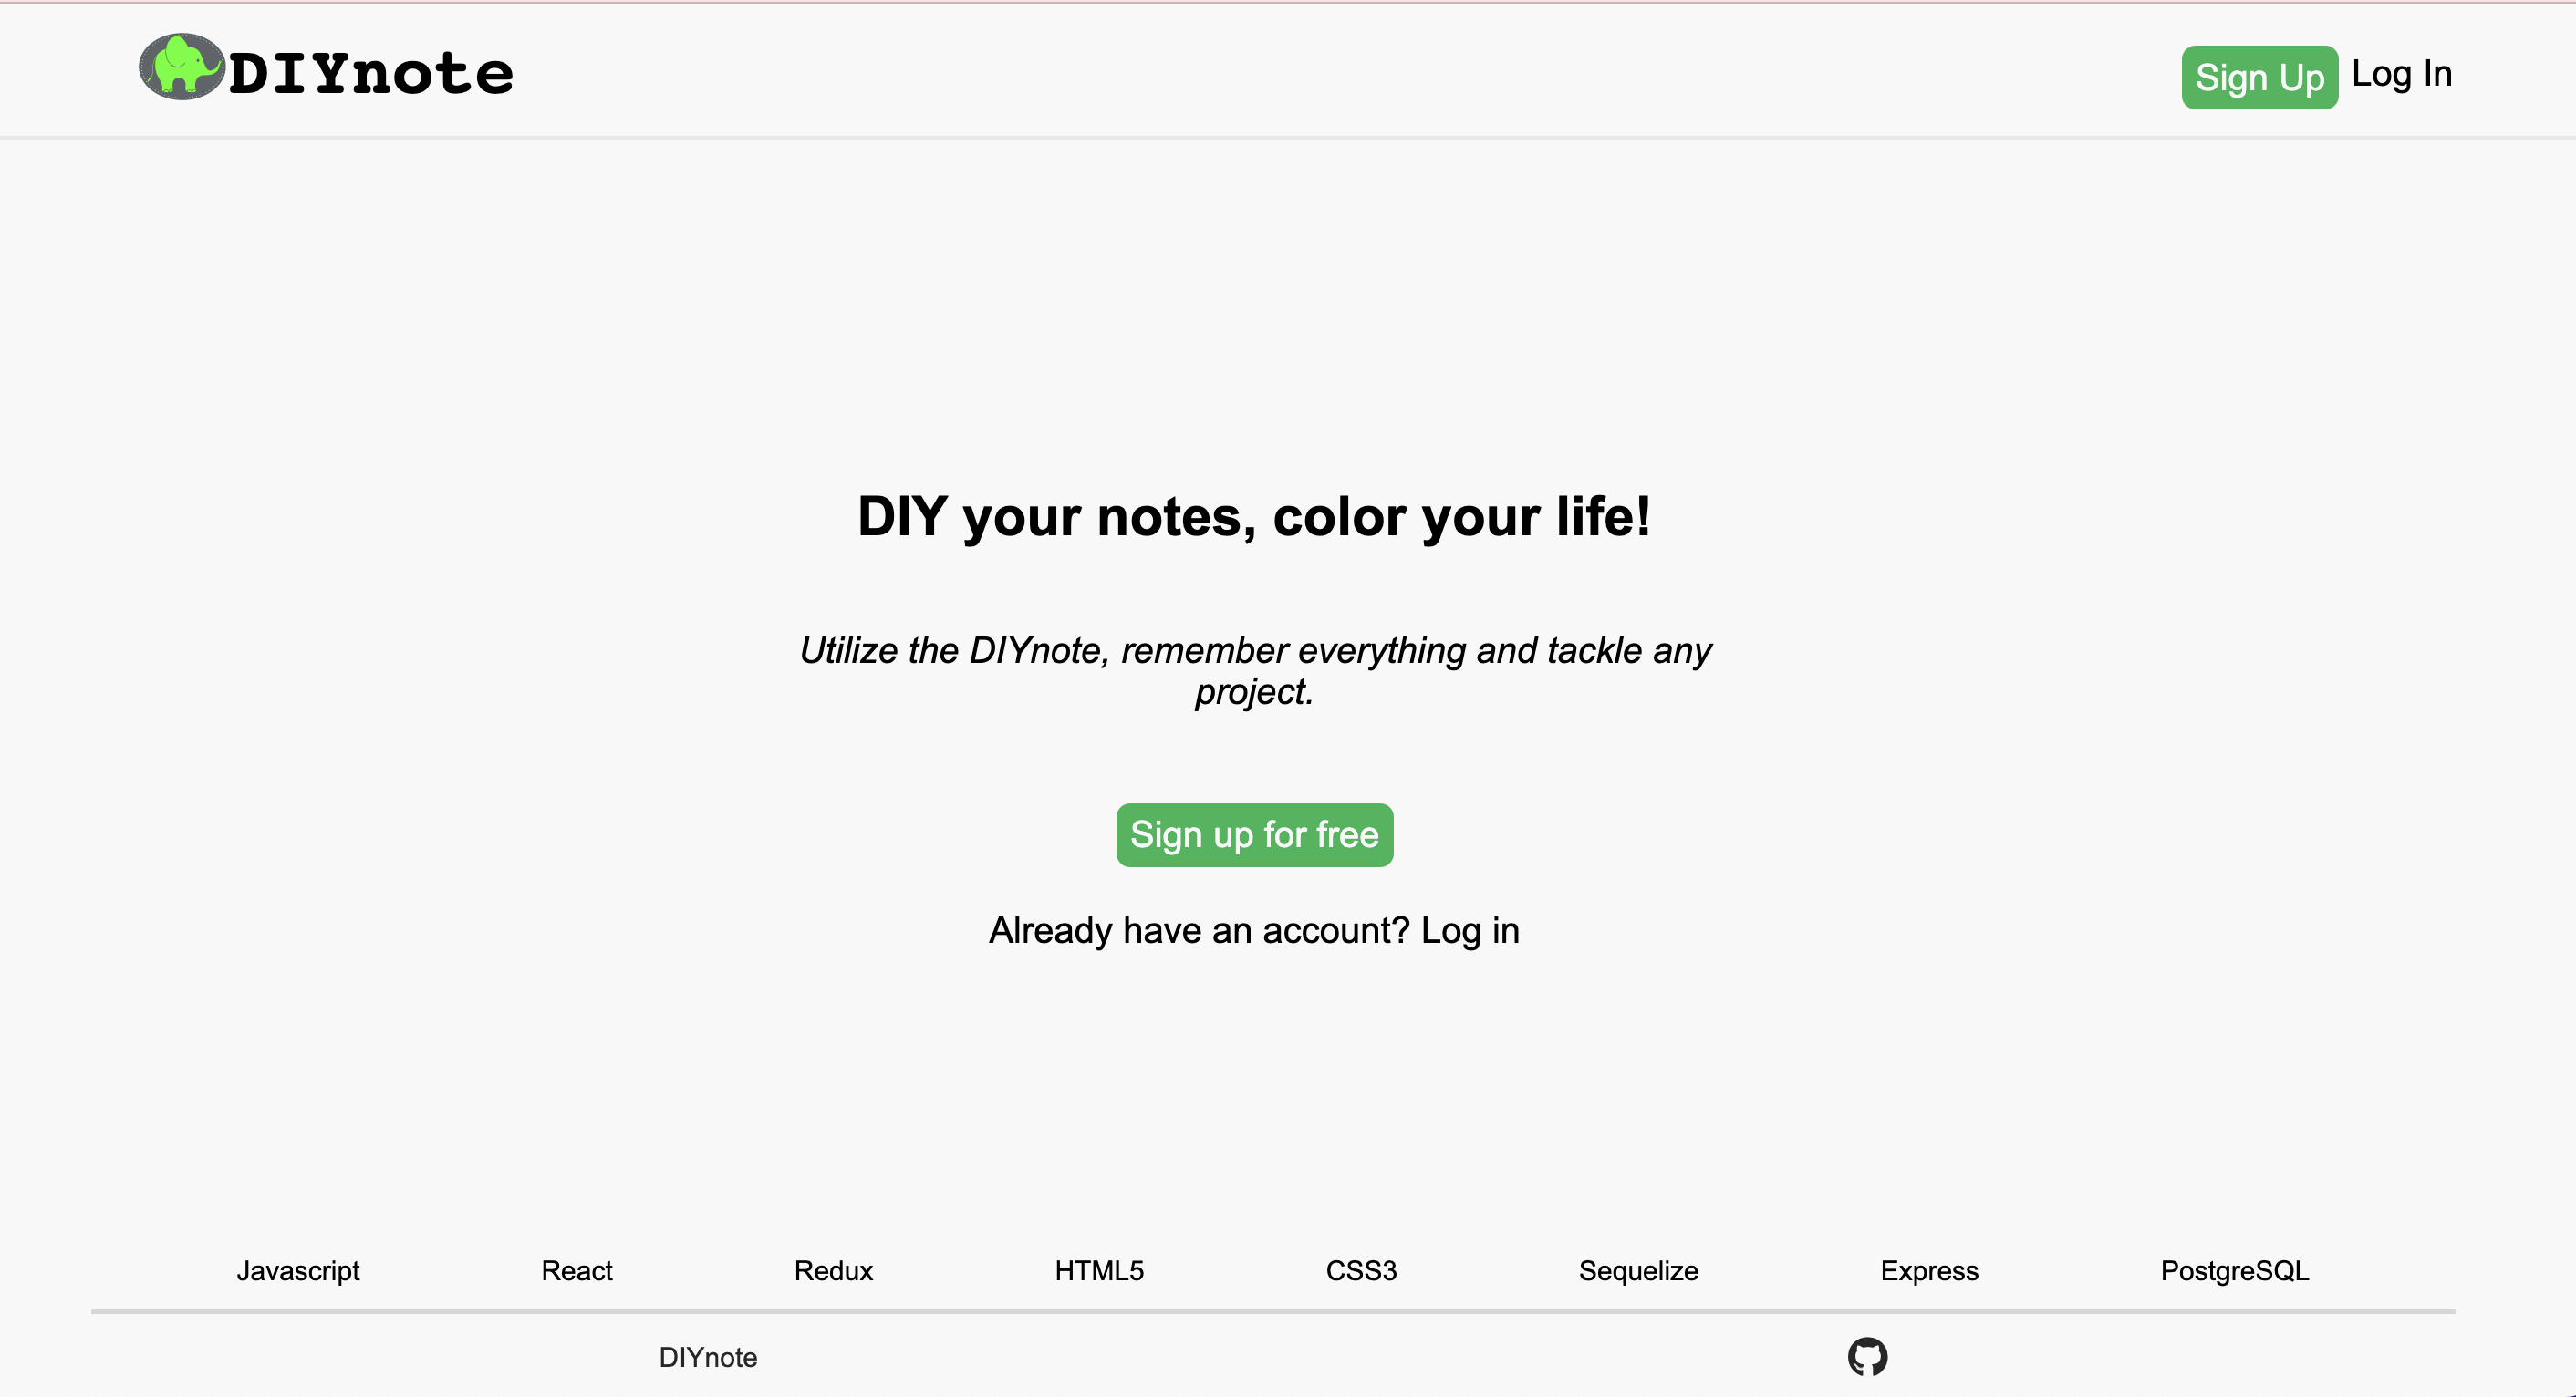 DIYnote
Sign Up Log In
DIY your notes, color your life!
Utilize the DIYnote, remember everything and tackle any
project.
Sign up for free
Already have an account? Log in
Javascript React Redux HTML5 CSS3 Sequelize Express PostgreSQL
DIYnote